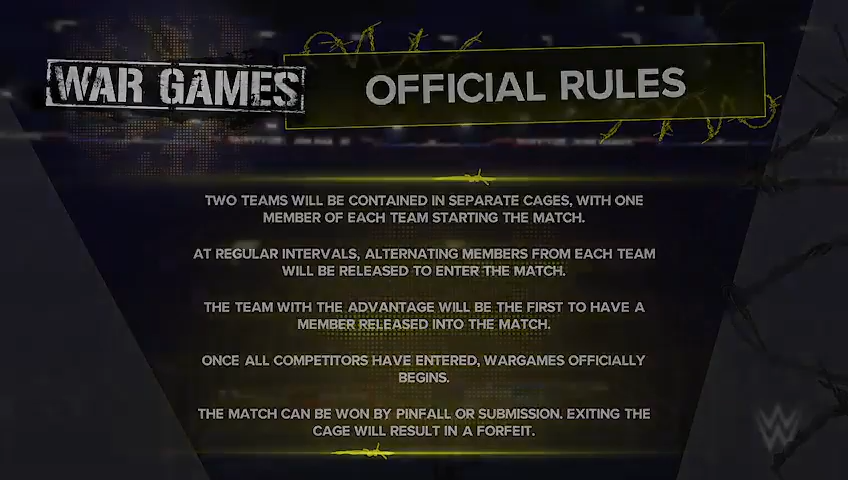 WAR GAMES
OFFICIAL RULES
TWO TEAMS WILL BE CONTAINED IN SEPARATE CAGES, WITH ONE
MEMBER OF EACH TEAM STARTING THE MATCH.
AT REGULAR INTERVALS, ALTERNATING MEMBERS FROM EACH TEAM
WILL BE RELEASED TO ENTER THE MATCH.
THE TEAM WITH THE ADVANTAGE WILL BE THE FIRST TO HAVE A
MEMBER RELEASED INTO THE MATCH.
ONCE ALL COMPETITORS HAVE ENTERED, WARGAMES OFFICIALLY
BEGINS.
THE MATCH CAN BE WON BY PINFALL OR SUBMISSION. EXITING THE
CAGE WILL RESULT IN A FORFEIT.
W